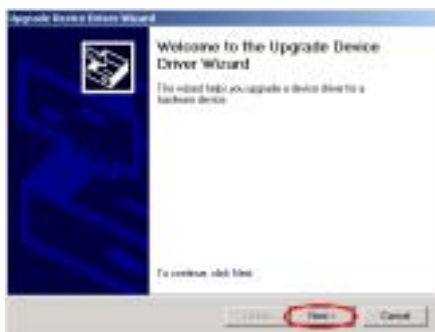 Upgrade Device Driver Wizard
Welcome to the Upgrade Device
Driver Wizard
This wizard helps you upgrade a device driver for a
hardware device.
To continue, click Next.
Next >
Cancel